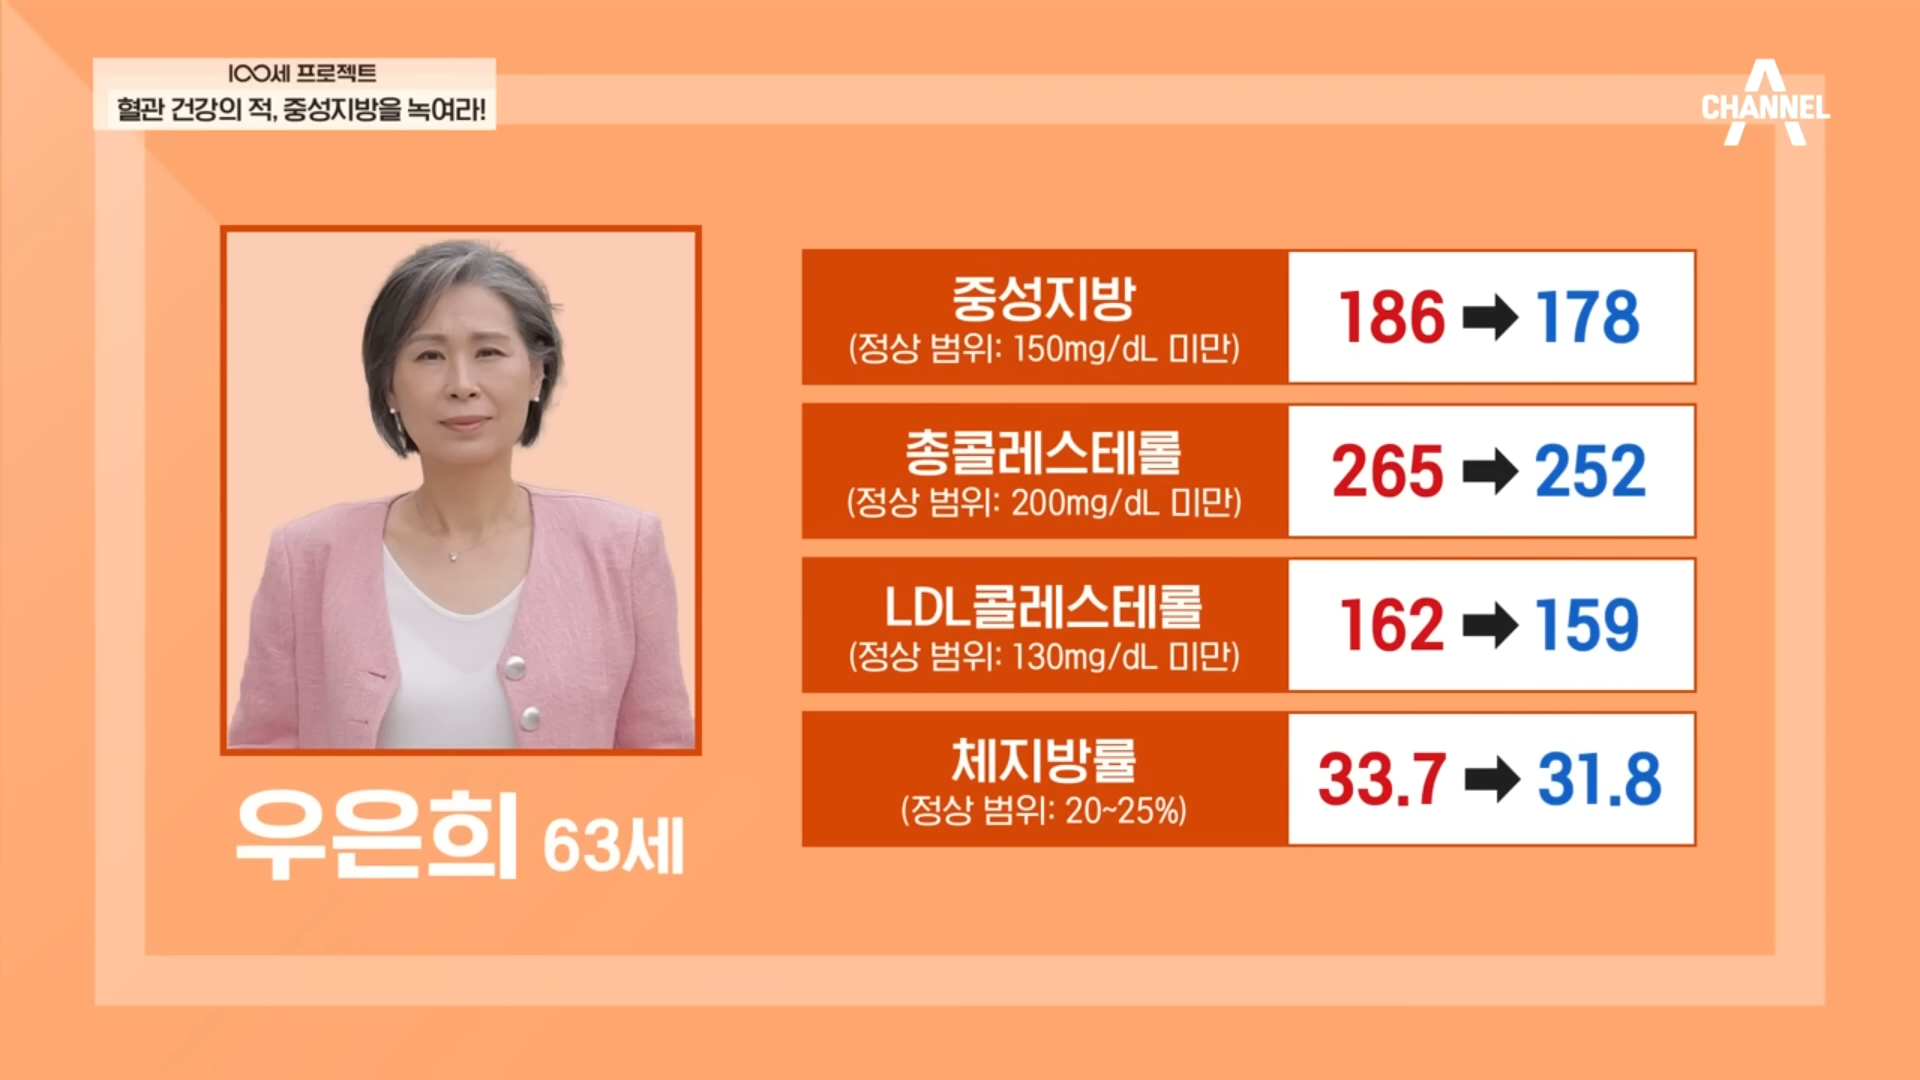 100세 프로젝트
혈관 건강의 적, 중성지방을 녹여라!
CHANNEL A
우은희 63세
중성지방
(정상 범위: 150mg/dL 미만)
186 ➡ 178
총콜레스테롤
(정상 범위: 200mg/dL 미만)
265 ➡ 252
LDL콜레스테롤
(정상 범위: 130mg/dL 미만)
162 ➡ 159
체지방률
(정상 범위: 20~25%)
33.7 ➡ 31.8